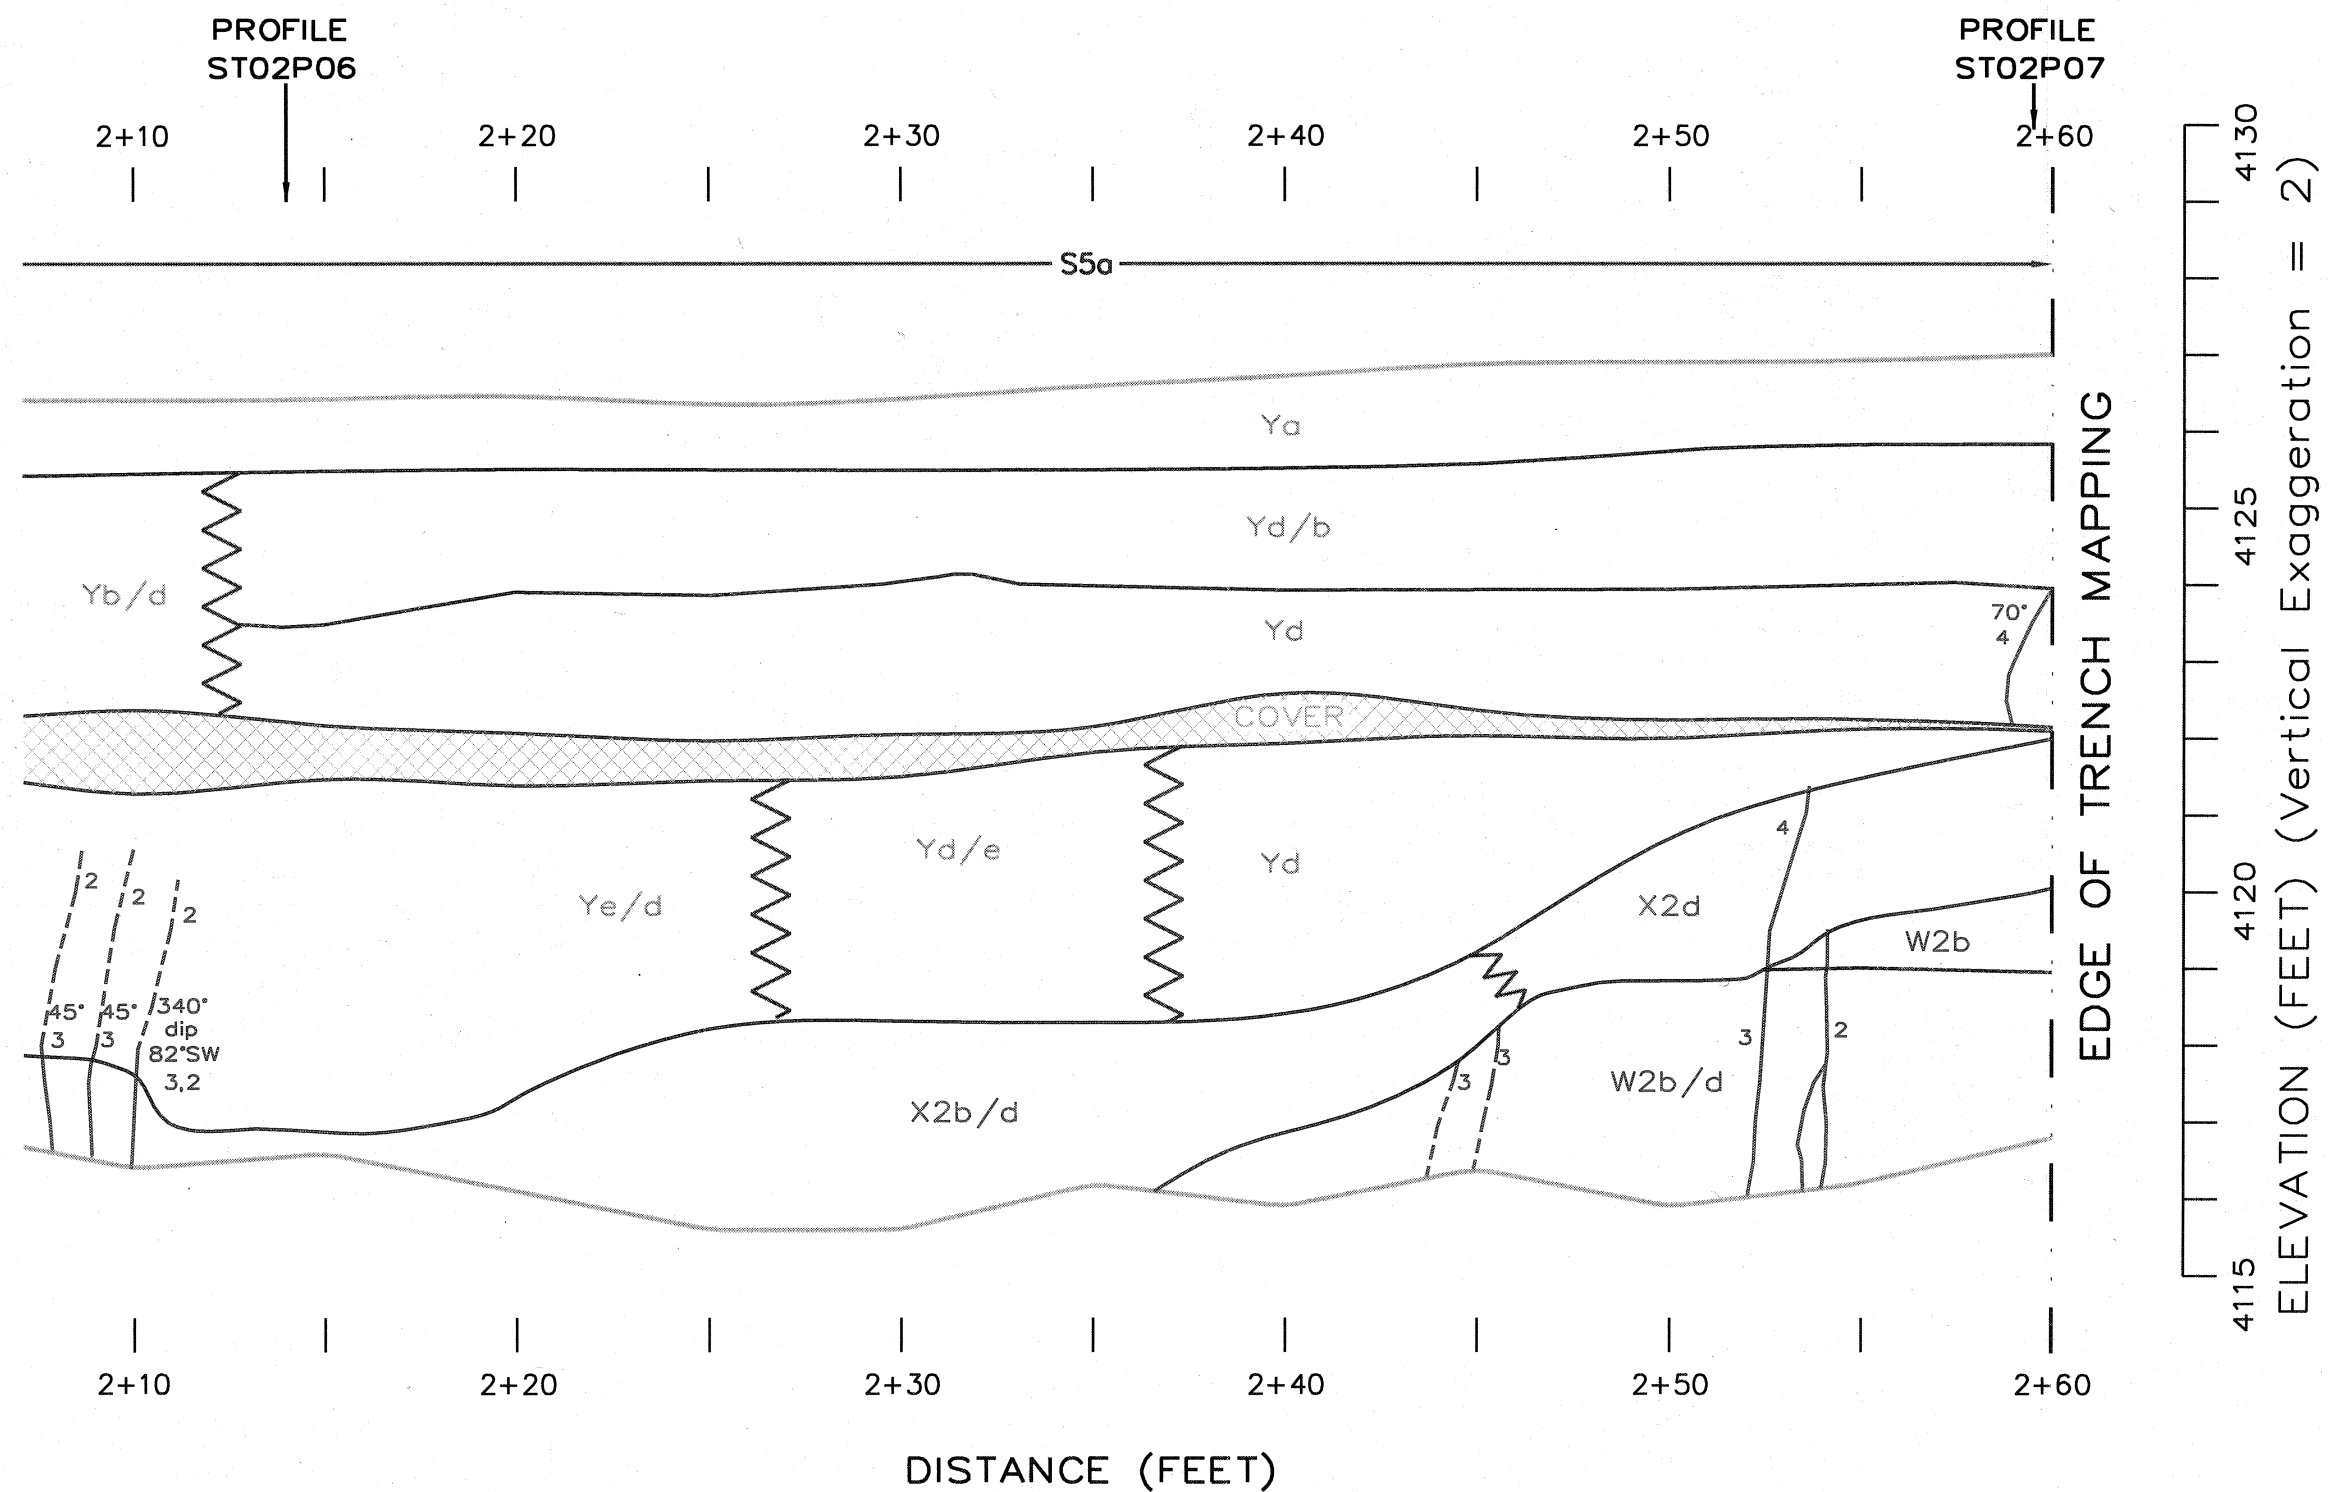 PROFILE
ST02P06
PROFILE
ST02P07
2+10 2+20 2+30 2+40 2+50 2+60
S5a
Ya
Yd/b
Yb/d
Yd
70°
4
COVER
4
Yd/e
Yd
Ye/d
X2d
W2b
2
2
2
45°
3
45°
3
340°
dip
82°SW
3,2
3
3
3
2
W2b/d
X2b/d
EDGE OF TRENCH MAPPING
4130
4125
4120
4115
ELEVATION (FEET) (Vertical Exaggeration = 2)
2+10 2+20 2+30 2+40 2+50 2+60
DISTANCE (FEET)